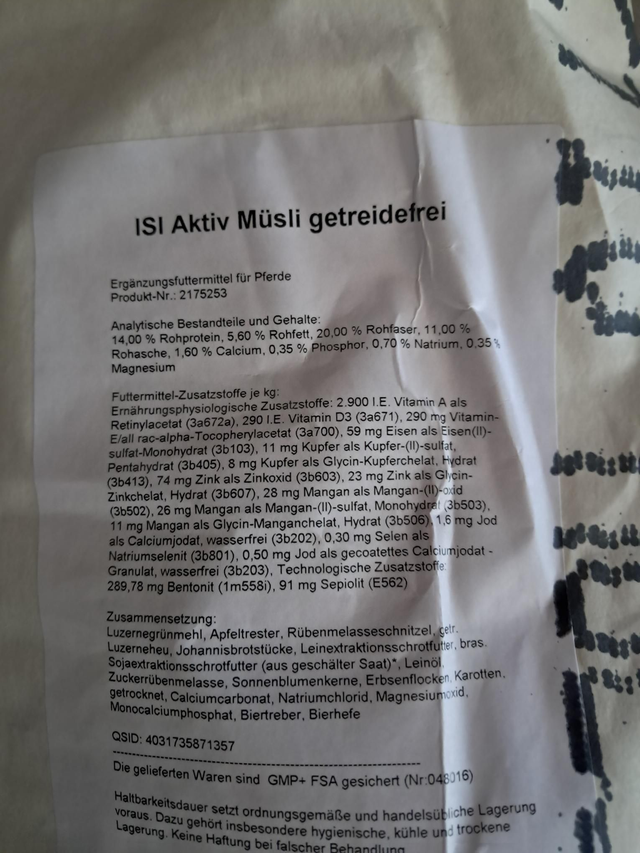 ISI Aktiv Müsli getreidefrei
Ergänzungsfuttermittel für Pferde
Produkt-Nr.: 2175253
Analytische Bestandteile und Gehalte:
14,00 % Rohprotein, 5,60 % Rohfett, 20,00 % Rohfaser, 11,00 %
Rohasche, 1,60 % Calcium, 0,35 % Phosphor, 0,70 % Natrium, 0,35 %
Magnesium
Futtermittel-Zusatzstoffe je kg:
Ernährungsphysiologische Zusatzstoffe: 2.900 I.E. Vitamin A als
Retinylacetat (3a672a), 290 I.E. Vitamin D3 (3a671), 290 mg Vitamin-
E/all rac-alpha-Tocopherylacetat (3a700), 59 mg Eisen als Eisen(II)-
sulfat-Monohydrat (3b103), 11 mg Kupfer als Kupfer-(II)-sulfat,
Pentahydrat (3b405), 8 mg Kupfer als Glycin-Kupferchelat, Hydrat
(3b413), 74 mg Zink als Zinkoxid (3b603), 23 mg Zink als Glycin-
Zinkchelat, Hydrat (3b607), 28 mg Mangan als Mangan-(II)-oxid
(3b502), 26 mg Mangan als Mangan-(II)-sulfat, Monohydrat (3b503),
11 mg Mangan als Glycin-Manganchelat, Hydrat (3b506), 1,6 mg Jod
als Calciumjodat, wasserfrei (3b202), 0,30 mg Selen als
Natriumselenit (3b801), 0,50 mg Jod als gecoatettes Calciumjodat -
Granulat, wasserfrei (3b203), Technologische Zusatzstoffe:
289,78 mg Bentonit (1m558i), 91 mg Sepiolit (E562)
Zusammensetzung:
Luzernegrünmehl, Apfeltrester, Rübenmelasseschnitzel, getr.
Luzerneheu, Johannisbrotstücke, Leinextraktionsschrotfutter, bras.
Sojaextraktionsschrotfutter (aus geschälter Saat)*, Leinöl,
Zuckerrübenmelasse, Sonnenblumenkerne, Erbsenflocken, Karotten,
getrocknet, Calciumcarbonat, Natriumchlorid, Magnesiumoxid,
Monocalciumphosphat, Biertreber, Bierhefe
QSID: 4031735871357
Die gelieferten Waren sind GMP+ FSA gesichert (Nr:048016)
Haltbarkeitsdauer setzt ordnungsgemäße und handelsübliche Lagerung
voraus. Dazu gehört insbesondere hygienische, kühle und trockene
Lagerung. Keine Haftung bei falscher Behandlung